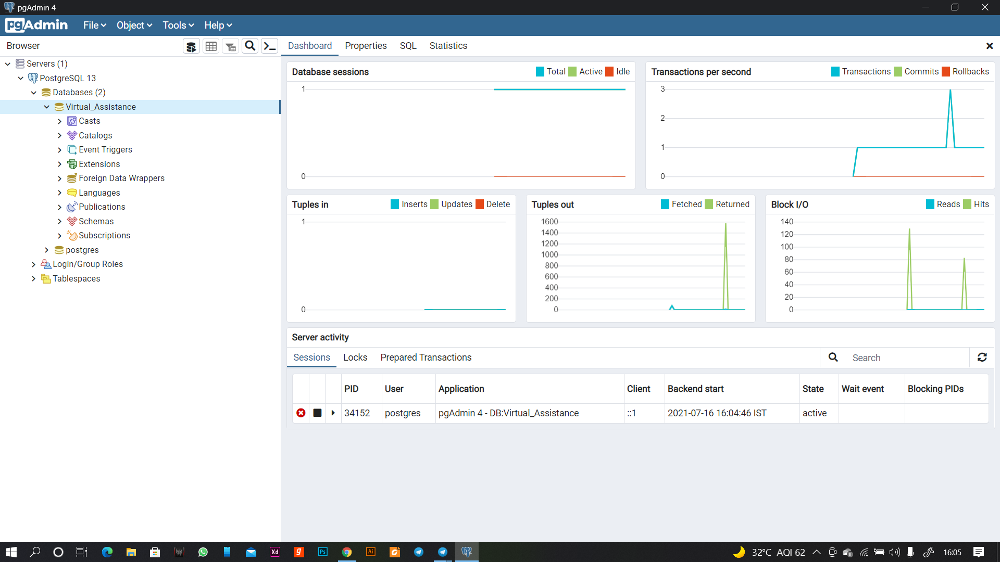 pgAdmin 4
pgAdmin File Object Tools Help
Browser
Dashboard Properties SQL Statistics
Servers (1)
PostgreSQL 13
Databases (2)
Virtual_Assistance
Casts
Catalogs
Event Triggers
Extensions
Foreign Data Wrappers
Languages
Publications
Schemas
Subscriptions
postgres
Login/Group Roles
Tablespaces
Database sessions Total Active Idle
1
0
Transactions per second Transactions Commits Rollbacks
3
2
1
0
Tuples in Inserts Updates Delete
1
0
Tuples out Fetched Returned
1600
1400
1200
1000
800
600
400
200
0
Block I/O Reads Hits
140
120
100
80
60
40
20
0
Server activity
Sessions Locks Prepared Transactions Search
PID User Application Client Backend start State Wait event Blocking PIDs
34152 postgres pgAdmin 4 - DB:Virtual_Assistance ::1 2021-07-16 16:04:46 IST active
Xd g Ps Ai 32°C AQI 62 16:05